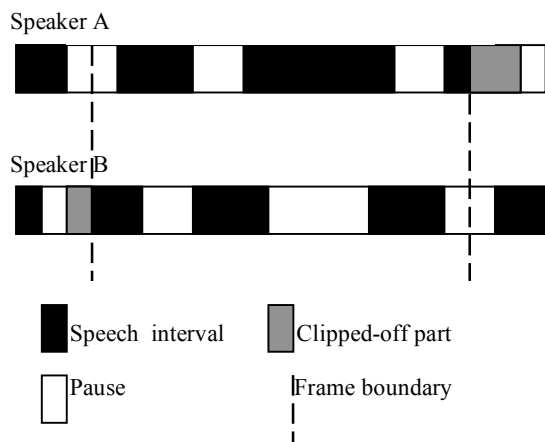 Speaker A
Speaker B
Speech interval
Clipped-off part
Pause
Frame boundary